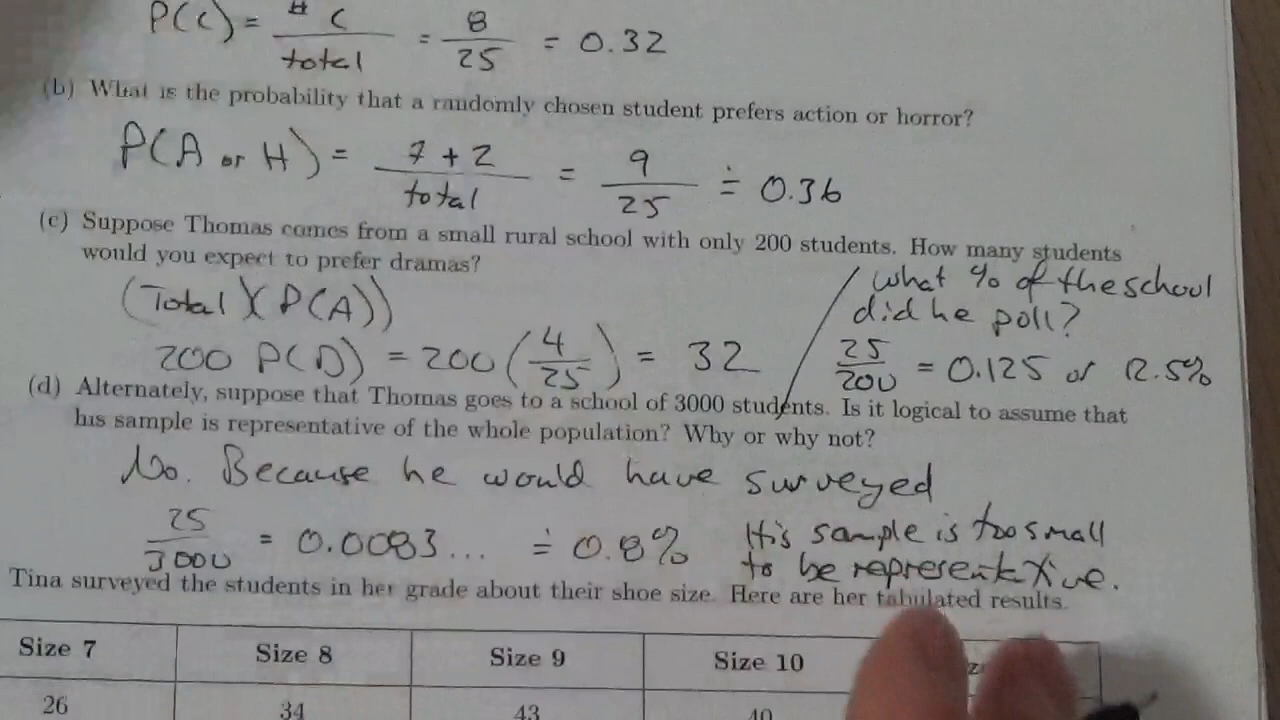 P(C) = # C / total = 8/25 = 0.32
(b) What is the probability that a randomly chosen student prefers action or horror?
P(A or H) = 7 + 2 / total = 9/25 ≐ 0.36
(c) Suppose Thomas comes from a small rural school with only 200 students. How many students
would you expect to prefer dramas?
(Total)(P(A))
200 P(D) = 200 (4/25) = 32
what % of the school
did he poll?
25/200 = 0.125 or 12.5%
(d) Alternately, suppose that Thomas goes to a school of 3000 students. Is it logical to assume that
his sample is representative of the whole population? Why or why not?
No. Because he would have surveyed
25/3000 = 0.0083... ≐ 0.8%
His sample is too small
to be representative.
Tina surveyed the students in her grade about their shoe size. Here are her tabulated results.
Size 7 Size 8 Size 9 Size 10
26 34 43 40